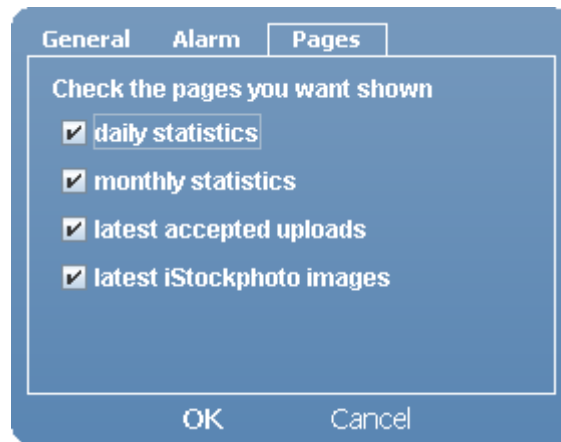 General Alarm Pages
Check the pages you want shown
daily statistics
monthly statistics
latest accepted uploads
latest iStockphoto images
OK Cancel